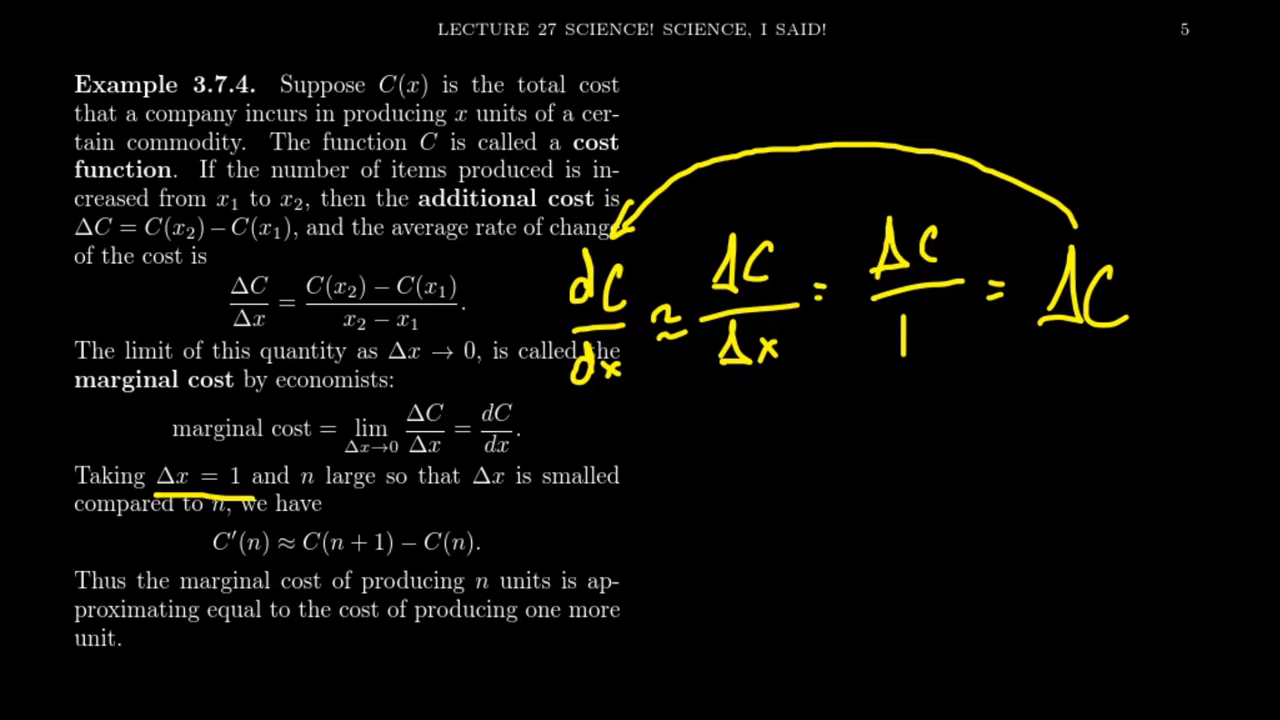 LECTURE 27 SCIENCE! SCIENCE, I SAID!
5
Example 3.7.4. Suppose C(x) is the total cost
that a company incurs in producing x units of a cer-
tain commodity. The function C is called a cost
function. If the number of items produced is in-
creased from x₁ to x₂, then the additional cost is
ΔC = C(x₂) − C(x₁), and the average rate of change
of the cost is
ΔC/Δx = (C(x₂) − C(x₁))/(x₂ − x₁).
The limit of this quantity as Δx → 0, is called the
marginal cost by economists:
marginal cost = lim Δx→0 ΔC/Δx = dC/dx.
Taking Δx = 1 and n large so that Δx is smalled
compared to n, we have
C′(n) ≈ C(n + 1) − C(n).
Thus the marginal cost of producing n units is ap-
proximating equal to the cost of producing one more
unit.
dC/dx ≈ ΔC/Δx = ΔC/1 = ΔC